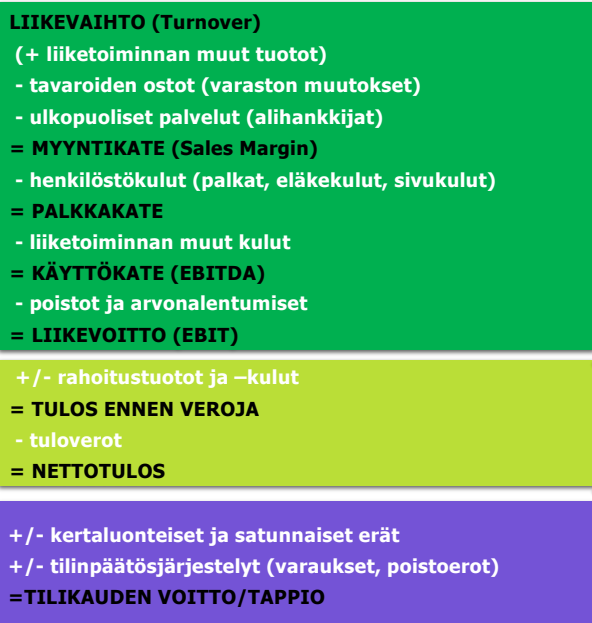 LIIKEVAIHTO (Turnover)
(+ liiketoiminnan muut tuotot)
- tavaroiden ostot (varaston muutokset)
- ulkopuoliset palvelut (alihankkijat)
= MYYNTIKATE (Sales Margin)
- henkilöstökulut (palkat, eläkekulut, sivukulut)
= PALKKAKATE
- liiketoiminnan muut kulut
= KÄYTTÖKATE (EBITDA)
- poistot ja arvonalentumiset
= LIIKEVOITTO (EBIT)
+/- rahoitustuotot ja –kulut
= TULOS ENNEN VEROJA
- tuloverot
= NETTOTULOS
+/- kertaluonteiset ja satunnaiset erät
+/- tilinpäätösjärjestelyt (varaukset, poistoerot)
=TILIKAUDEN VOITTO/TAPPIO